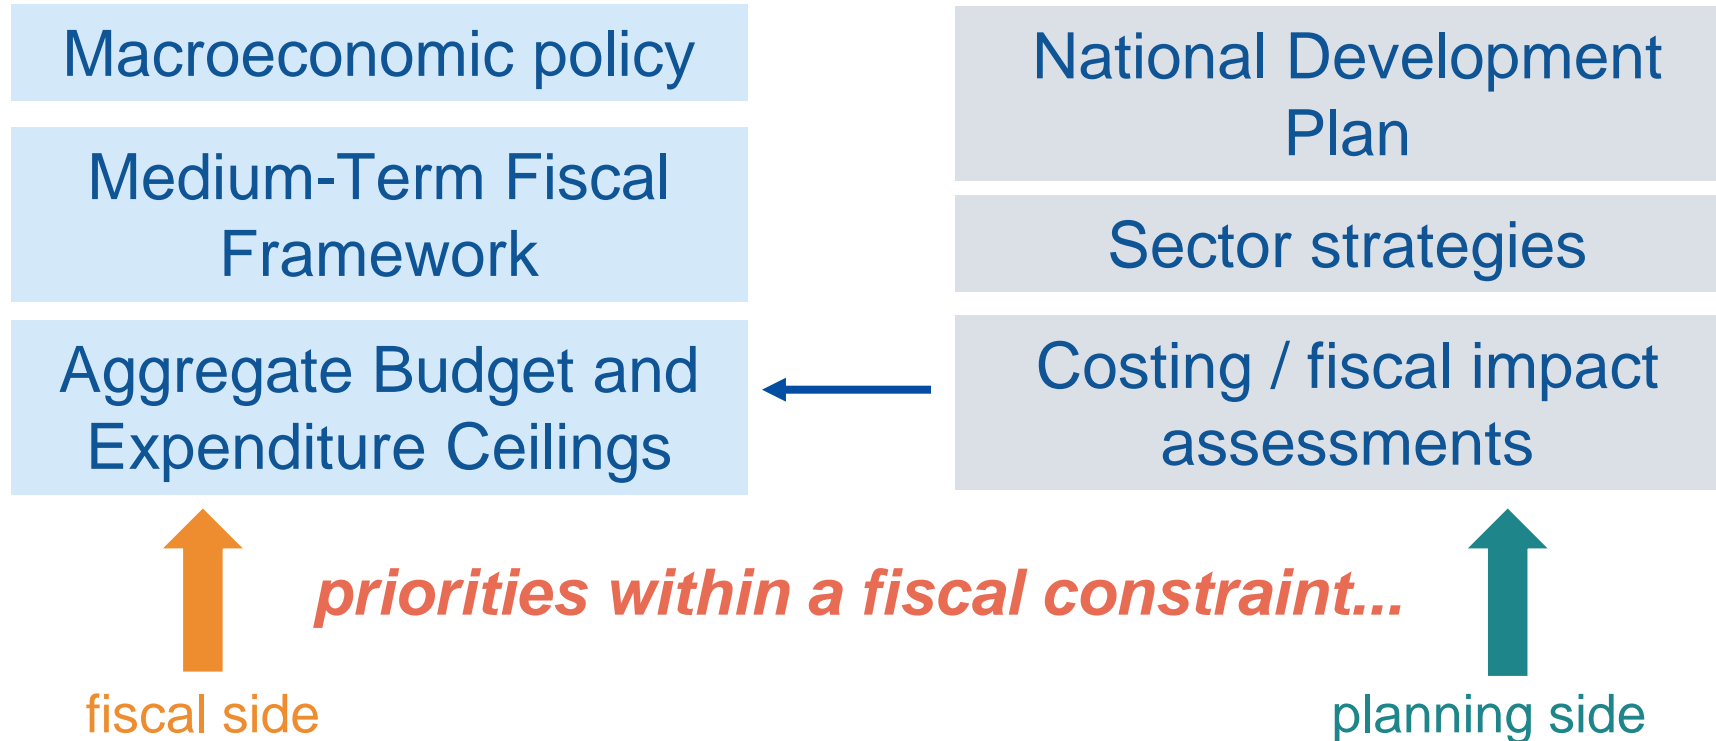 Macroeconomic policy
Medium-Term Fiscal
Framework
Aggregate Budget and
Expenditure Ceilings
National Development
Plan
Sector strategies
Costing / fiscal impact
assessments
priorities within a fiscal constraint...
fiscal side
planning side